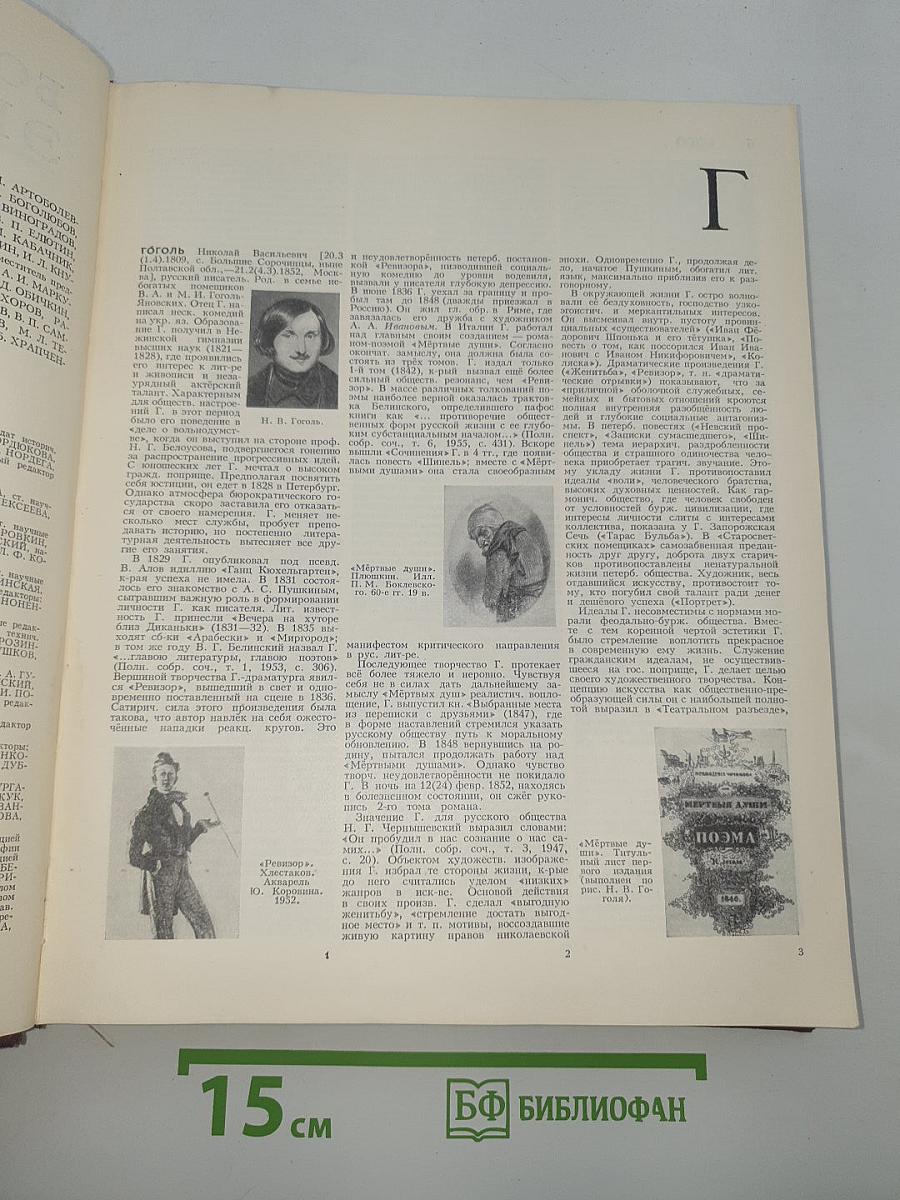 И. АРТОБОЛЕВ-
БОГОЛЮБОВ,
ВИНОГРАДОВ,
В. П. ЕЛЮТИН,
КАБАЧНИК,
ИН, И. Л. КНУ-
меститель пред-
А. И. МАРКУ-
Д. ОБИЧКИН,
ХОРОВ,
В. П. САМ-
М. Л. ТЕ-
Б. ХРАПЧЕН-
Г
ГОГОЛЬ Николай Васильевич [20.3
(1.4).1809, с. Большие Сорочинцы, ныне
Полтавской обл.,—21.2(4.3).1852, Моск-
ва], русский писатель. Род. в семье не-
богатых помещиков
В. А. и М. И. Гоголь-
Яновских. Отец Г. на-
писал неск. комедий
на укр. яз. Образова-
ние Г. получил в Не-
жинской гимназии
высших наук (1821—
1828), где проявились
его интерес к лит-ре
и живописи и неза-
урядный актёрский
талант. Характерным
для обществ. настрое-
ний Г. в этот период
было его поведение в
«деле о вольнодумст-
ве», когда он выступил на стороне проф.
Н. Г. Белоусова, подвергшегося гонению
за распространение прогрессивных идей.
С юношеских лет Г. мечтал о высоком
гражд. поприще. Предполагая посвятить
себя юстиции, он едет в 1828 в Петербург.
Однако атмосфера бюрократического го-
сударства скоро заставила его отказать-
ся от своего намерения. Г. меняет не-
сколько мест службы, пробует препо-
давать историю, но постепенно литера-
турная деятельность вытесняет все дру-
гие его занятия.
В 1829 Г. опубликовал под псевд.
В. Алов идиллию «Ганц Кюхельгартен»,
к-рая успеха не имела. В 1831 состоя-
лось его знакомство с А. С. Пушкиным,
сыгравшим важную роль в формировании
личности Г. как писателя. Лит. извест-
ность Г. принесли «Вечера на хуторе
близ Диканьки» (1831—32). В 1835 вы-
ходят сб-ки «Арабески» и «Миргород»;
в том же году В. Г. Белинский назвал Г.
«...главою литературы, главою поэтов»
(Полн. собр. соч., т. 1, 1953, с. 306).
Вершиной творчества Г.-драматурга явил-
ся «Ревизор», вышедший в свет и одно-
временно поставленный на сцене в 1836.
Сатирич. сила этого произведения была
такова, что автор навлёк на себя ожесто-
чённые нападки реакц. кругов. Это
Н. В. Гоголь.
«Ревизор».
Хлестаков.
Акварель
Ю. Коровина.
1952.
1
и неудовлетворённость петерб. постанов-
кой «Ревизора», низводившей социаль-
ную комедию до уровня водевиля,
вызвали у писателя глубокую депрессию.
В июне 1836 Г. уехал за границу и про-
был там до 1848 (дважды приезжал в
Россию). Он жил гл. обр. в Риме, где
завязалась его дружба с художником
А. А. Ивановым. В Италии Г. работал
над главным своим созданием — рома-
ном-поэмой «Мёртвые души». Согласно
окончат. замыслу, она должна была со-
стоять из трёх томов. Г. издал только
1-й том (1842), к-рый вызвал ещё более
сильный обществ. резонанс, чем «Реви-
зор». В массе различных толкований по-
эмы наиболее верной оказалась трактов-
ка Белинского, определившего пафос
книги как «... противоречие общест-
венных форм русской жизни с ее глубо-
ким субстанциальным началом...» (Полн.
собр. соч., т. 6, 1955, с. 431). Вскоре
вышли «Сочинения» Г. в 4 тт., где появи-
лась повесть «Шинель»; вместе с «Мёрт-
выми душами» она стала своеобразным
«Мёртвые души».
Плюшкин. Илл.
П. М. Боклевско-
го. 60-е гг. 19 в.
манифестом критического направления
в рус. лит-ре.
Последующее творчество Г. протекает
всё более тяжело и неровно. Чувствуя
себя не в силах дать дальнейшему за-
мыслу «Мёртвых душ» реалистич. вопло-
щение, Г. выпустил кн. «Выбранные места
из переписки с друзьями» (1847), где
в форме наставлений стремился указать
русскому обществу путь к моральному
обновлению. В 1848 вернувшись на ро-
дину, пытался продолжать работу над
«Мёртвыми душами». Однако чувство
творч. неудовлетворённости не покидало
Г. В ночь на 12(24) февр. 1852, находясь
в болезненном состоянии, он сжёг руко-
пись 2-го тома романа.
Значение Г. для русского общества
Н. Г. Чернышевский выразил словами:
«Он пробудил в нас сознание о нас са-
мих...» (Полн. собр. соч., т. 3, 1947,
с. 20). Объектом художеств. изображе-
ния Г. избрал те стороны жизни, к-рые
до него считались уделом «низких»
жанров в иск-ве. Основой действия
в своих произв. Г. сделал «выгодную
женитьбу», «стремление достать выгод-
ное место» и т. п. мотивы, воссоздавшие
живую картину нравов николаевской
2
эпохи. Одновременно Г., продолжая де-
ло, начатое Пушкиным, обогатил лит.
язык, максимально приблизив его к раз-
говорному.
В окружающей жизни Г. остро волно-
вали её бездуховность, господство узко-
эгоистич. и меркантильных интересов.
Он высмеивал внутр. пустоту провин-
циальных «существователей» («Иван Фё-
дорович Шпонька и его тётушка», «По-
весть о том, как поссорился Иван Ива-
нович с Иваном Никифоровичем», «Ко-
ляска»). Драматические произведения Г.
(«Женитьба», «Ревизор», т. н. «драмати-
ческие отрывки») показывают, что за
«приличной» оболочкой служебных, се-
мейных и бытовых отношений кроются
полная внутренняя разобщённость лю-
дей и глубокие социальные антагониз-
мы. В петерб. повестях («Невский про-
спект», «Записки сумасшедшего», «Ши-
нель») тема иерархич. раздробленности
общества и страшного одиночества чело-
века приобретает трагич. звучание. Это-
му укладу жизни Г. противопоставил
идеалы «воли», человеческого братства,
высоких духовных ценностей. Как гар-
монич. общество, где человек свободен
от условностей бурж. цивилизации, где
интересы личности слиты с интересами
коллектива, показана у Г. Запорожская
Сечь («Тарас Бульба»). В «Старосвет-
ских помещиках» самозабвенная предан-
ность друг другу, доброта двух старич-
ков противопоставлены ненатуральной
жизни петерб. общества. Художник, весь
отдающийся искусству, противостоит то-
му, кто погубил свой талант ради денег
и дешёвого успеха («Портрет»).
Идеалы Г. несовместимы с нормами мо-
рали феодально-бурж. общества. Вмес-
те с тем коренной чертой эстетики Г.
было стремление воплотить прекрасное
в современную ему жизнь. Служение
гражданским идеалам, не осуществив-
шееся на гос. поприще, Г. делает целью
своего художественного творчества. Кон-
цепцию искусства как общественно-пре-
образующей силы он с наибольшей полно-
той выразил в «Театральном разъезде»,
«Мёртвые ду-
ши». Титуль-
ный лист пер-
вого издания
(выполнен по
рис. Н. В. Го-
голя).
ПОХОЖДЕНІЯ ЧИЧИКОВА
МЕРТВЫЯ ДУШИ
ПОЭМА
Н. Гоголя
1846.
3
15 см
БФ БИБЛИОФАН